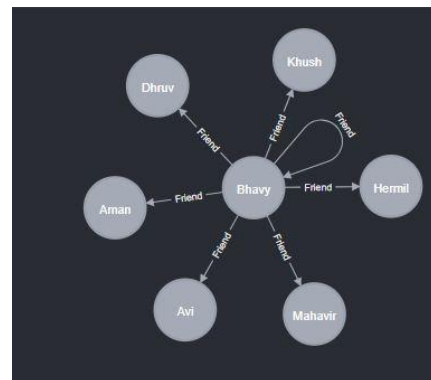 Khush
Dhruv
Friend
Friend
Friend
Bhavy
Friend
Hermil
Aman
Friend
Friend
Friend
Avi
Mahavir